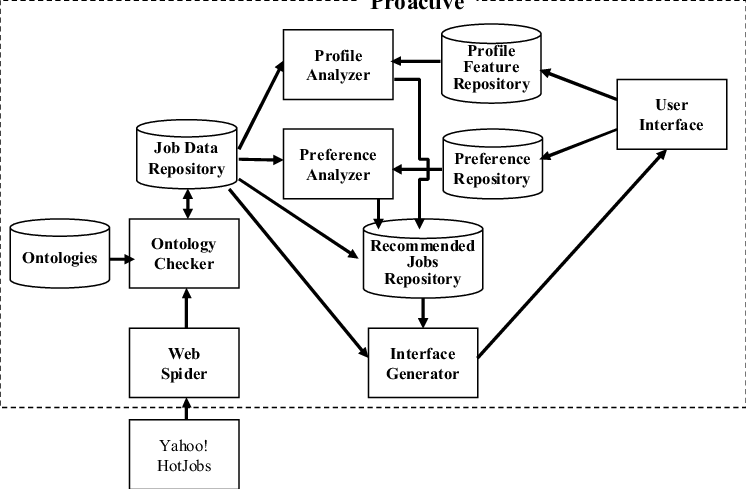 Proactive
Profile
Analyzer
Profile
Feature
Repository
User
Interface
Job Data
Repository
Preference
Analyzer
Preference
Repository
Ontologies
Ontology
Checker
Recommended
Jobs
Repository
Web
Spider
Interface
Generator
Yahoo!
HotJobs